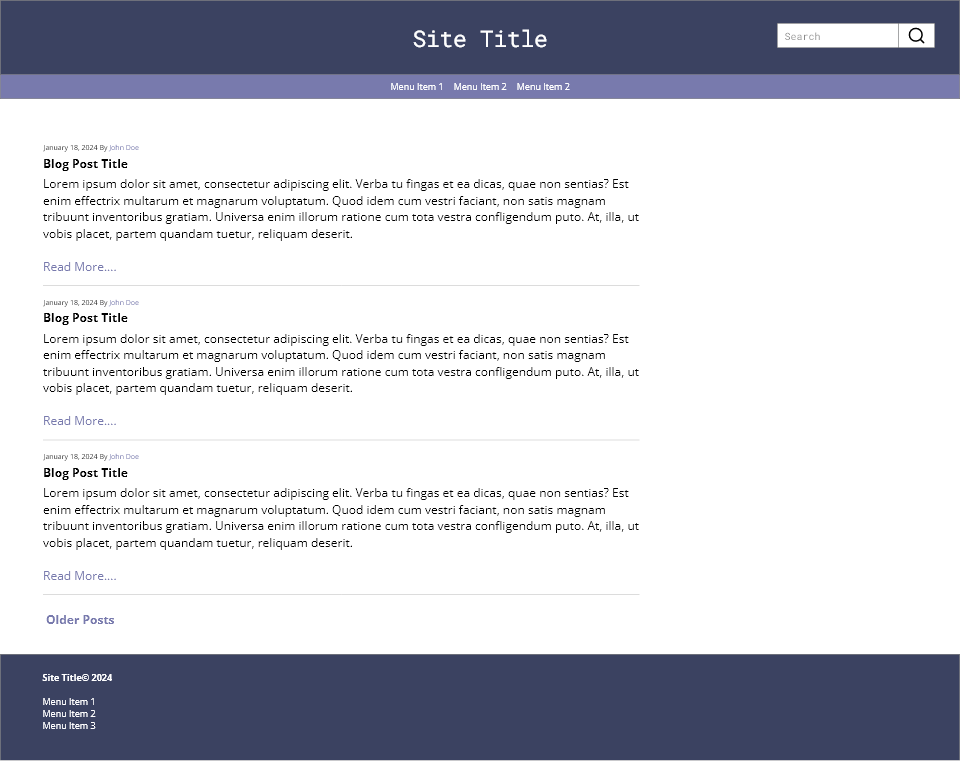 Site Title
Search
Menu Item 1 Menu Item 2 Menu Item 2
January 18, 2024 By John Doe
Blog Post Title
Lorem ipsum dolor sit amet, consectetur adipiscing elit. Verba tu fingas et ea dicas, quae non sentias? Est
enim effectrix multarum et magnarum voluptatum. Quod idem cum vestri faciant, non satis magnam
tribuunt inventoribus gratiam. Universa enim illorum ratione cum tota vestra confligendum puto. At, illa, ut
vobis placet, partem quandam tuetur, reliquam deserit.
Read More....
January 18, 2024 By John Doe
Blog Post Title
Lorem ipsum dolor sit amet, consectetur adipiscing elit. Verba tu fingas et ea dicas, quae non sentias? Est
enim effectrix multarum et magnarum voluptatum. Quod idem cum vestri faciant, non satis magnam
tribuunt inventoribus gratiam. Universa enim illorum ratione cum tota vestra confligendum puto. At, illa, ut
vobis placet, partem quandam tuetur, reliquam deserit.
Read More....
January 18, 2024 By John Doe
Blog Post Title
Lorem ipsum dolor sit amet, consectetur adipiscing elit. Verba tu fingas et ea dicas, quae non sentias? Est
enim effectrix multarum et magnarum voluptatum. Quod idem cum vestri faciant, non satis magnam
tribuunt inventoribus gratiam. Universa enim illorum ratione cum tota vestra confligendum puto. At, illa, ut
vobis placet, partem quandam tuetur, reliquam deserit.
Read More....
Older Posts
Site Title© 2024
Menu Item 1
Menu Item 2
Menu Item 3